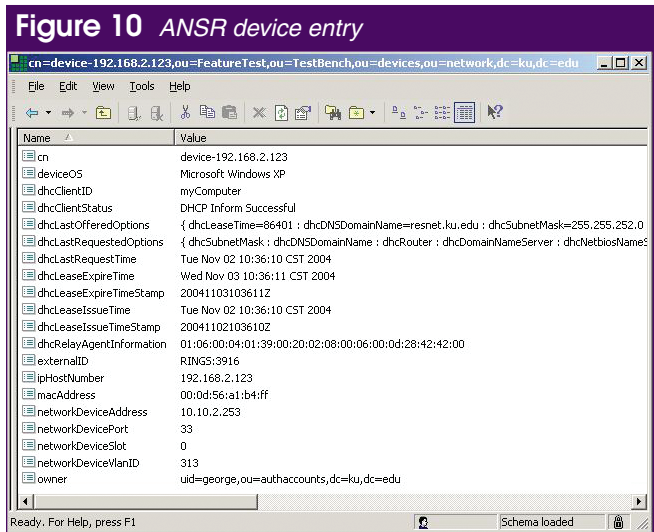 Figure 10 ANSR device entry
cn=device-192.168.2.123,ou=FeatureTest,ou=TestBench,ou=devices,ou=network,dc=ku,dc=edu
File Edit View Tools Help
Name Value
cn device-192.168.2.123
deviceOS Microsoft Windows XP
dhcClientID myComputer
dhcClientStatus DHCP Inform Successful
dhcLastOfferedOptions { dhcLeaseTime=86401 : dhcDNSDomainName=resnet.ku.edu : dhcSubnetMask=255.255.252.0
dhcLastRequestedOptions { dhcSubnetMask : dhcDNSDomainName : dhcRouter : dhcDomainNameServer : dhcNetbiosNameS
dhcLastRequestTime Tue Nov 02 10:36:10 CST 2004
dhcLeaseExpireTime Wed Nov 03 10:36:11 CST 2004
dhcLeaseExpireTimeStamp 20041103103611Z
dhcLeaseIssueTime Tue Nov 02 10:36:10 CST 2004
dhcLeaseIssueTimeStamp 20041102103610Z
dhcRelayAgentInformation 01:06:00:04:01:39:00:20:02:08:00:06:00:0d:28:42:42:00
externalID RINGS:3916
ipHostNumber 192.168.2.123
macAddress 00:0d:56:a1:b4:ff
networkDeviceAddress 10.10.2.253
networkDevicePort 33
networkDeviceSlot 0
networkDeviceVlanID 313
owner uid=george,ou=authaccounts,dc=ku,dc=edu
Ready. For Help, press F1 Schema loaded